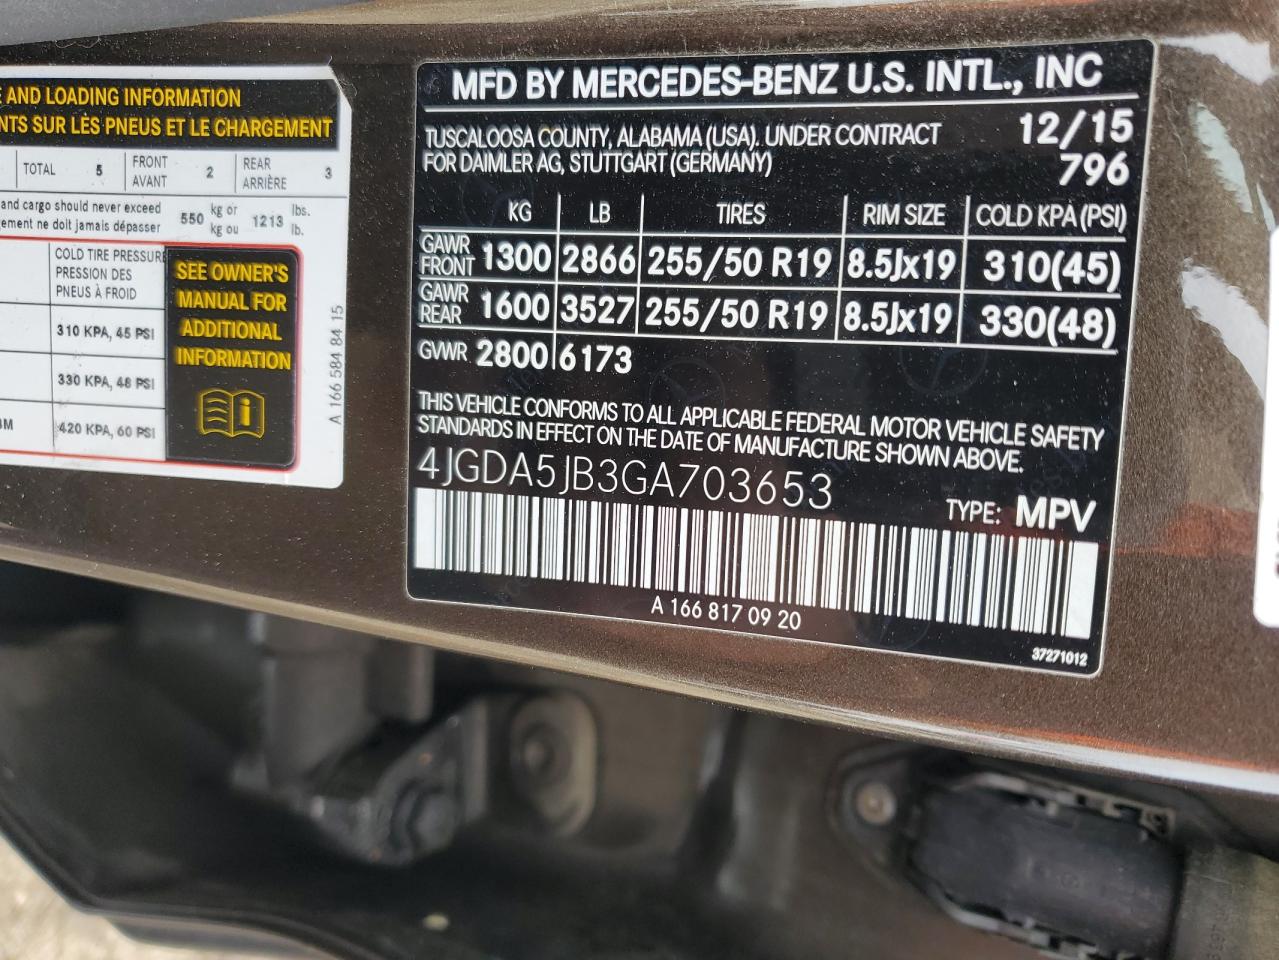 E AND LOADING INFORMATION
NTS SUR LES PNEUS ET LE CHARGEMENT
TOTAL 5 FRONT AVANT 2 REAR ARRIÈRE 3
and cargo should never exceed 550 kg or 1213 lbs.
gement ne doit jamais dépasser kg ou lb.
COLD TIRE PRESSURE
PRESSION DES
PNEUS À FROID
310 KPA, 45 PSI
330 KPA, 48 PSI
420 KPA, 60 PSI
SEE OWNER'S
MANUAL FOR
ADDITIONAL
INFORMATION
A 166 584 84 15
MFD BY MERCEDES-BENZ U.S. INTL., INC
TUSCALOOSA COUNTY, ALABAMA (USA). UNDER CONTRACT 12/15
FOR DAIMLER AG, STUTTGART (GERMANY) 796
KG LB TIRES RIM SIZE COLD KPA (PSI)
GAWR FRONT 1300 2866 255/50 R19 8.5Jx19 310(45)
GAWR REAR 1600 3527 255/50 R19 8.5Jx19 330(48)
GVWR 2800 6173
THIS VEHICLE CONFORMS TO ALL APPLICABLE FEDERAL MOTOR VEHICLE SAFETY
STANDARDS IN EFFECT ON THE DATE OF MANUFACTURE SHOWN ABOVE.
4JGDA5JB3GA703653
TYPE: MPV
A 166 817 09 20
37271012